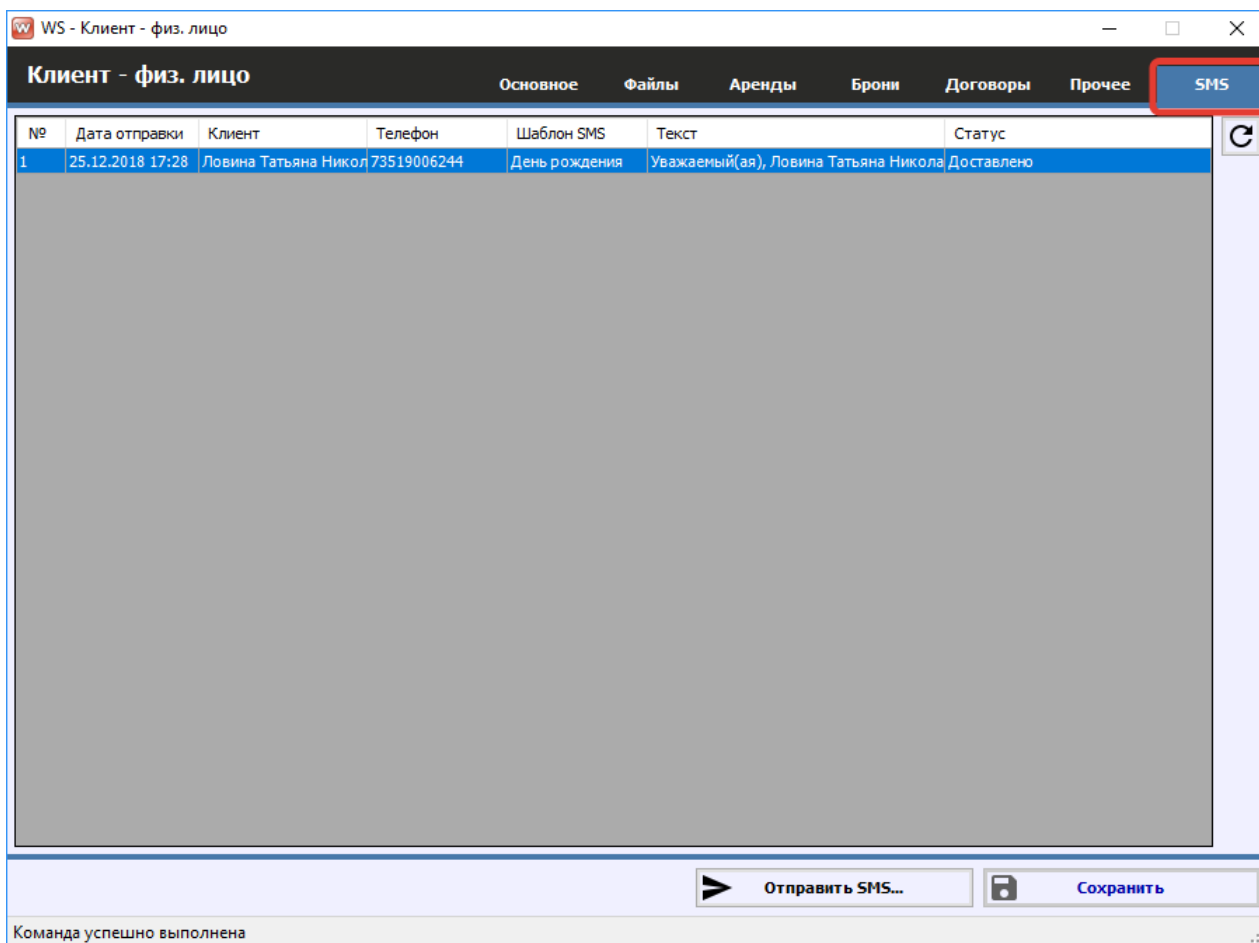 WS - Клиент - физ. лицо
Клиент - физ. лицо Основное Файлы Аренды Брони Договоры Прочее SMS
№ Дата отправки Клиент Телефон Шаблон SMS Текст Статус
1 25.12.2018 17:28 Ловина Татьяна Никол 73519006244 День рождения Уважаемый(ая), Ловина Татьяна Никола Доставлено
Отправить SMS... Сохранить
Команда успешно выполнена